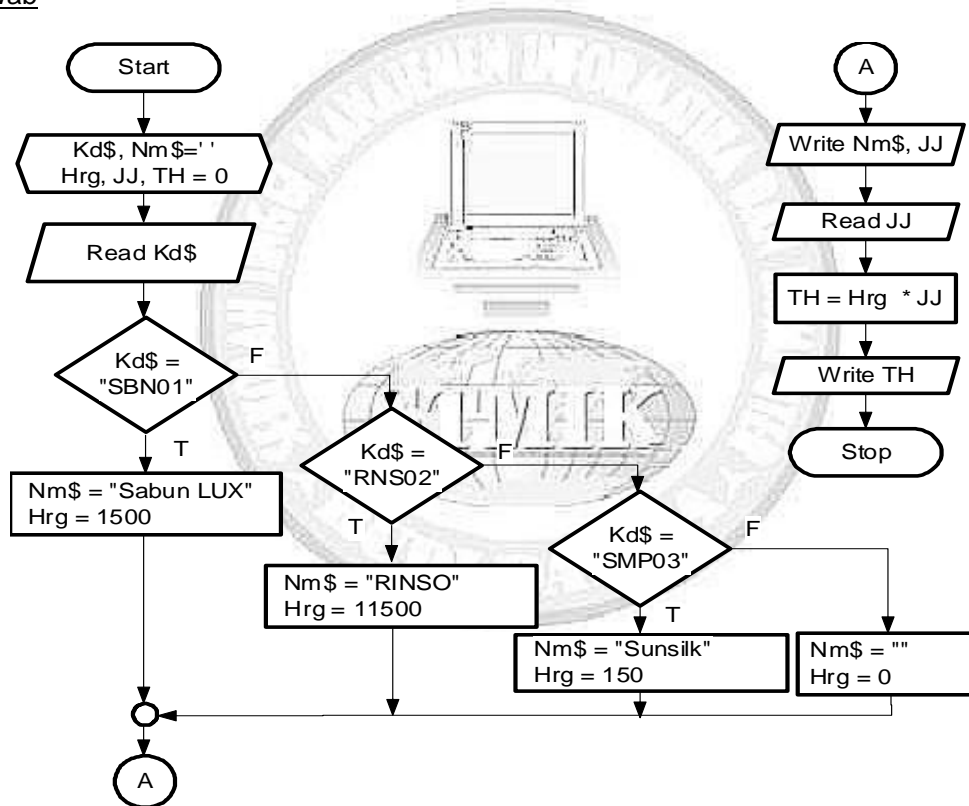 Start
Kd$, Nm$=' '
Hrg, JJ, TH = 0
Read Kd$
Kd$ =
"SBN01"
F
T
Nm$ = "Sabun LUX"
Hrg = 1500
Kd$ =
"RNS02"
F
T
Nm$ = "RINSO"
Hrg = 11500
Kd$ =
"SMP03"
F
T
Nm$ = "Sunsilk"
Hrg = 150
Nm$ = ""
Hrg = 0
A
A
Write Nm$, JJ
Read JJ
TH = Hrg * JJ
Write TH
Stop